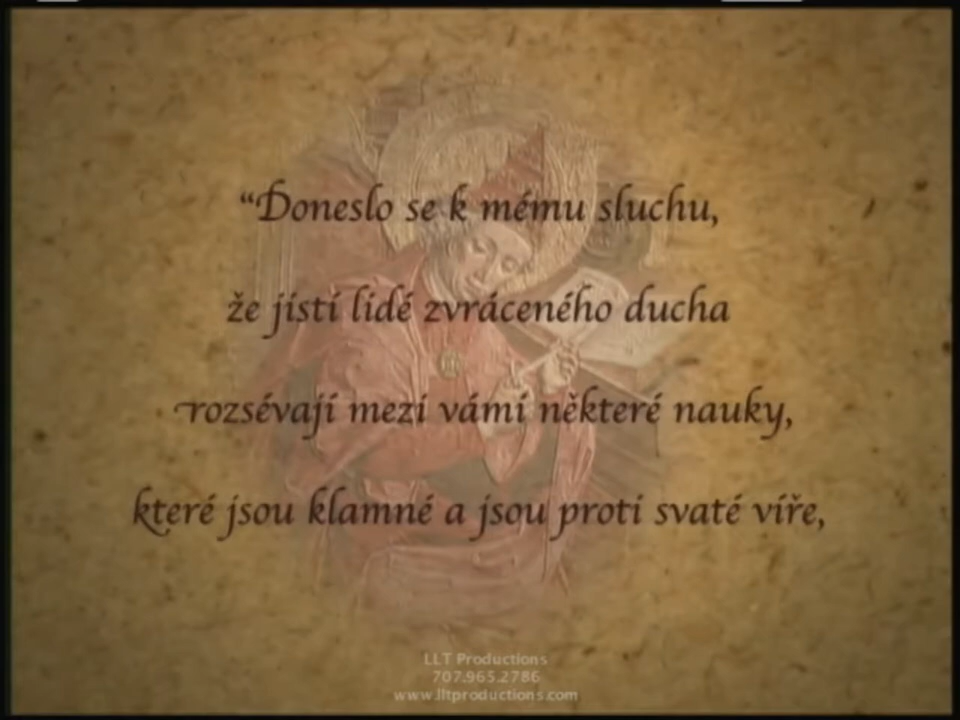 “Doneslo se k mému sluchu,
že jistí lidé zvráceného ducha
rozsévají mezi vámi některé nauky,
které jsou klamné a jsou proti svaté víře,
LLT Productions
707.965.2786
www.lltproductions.com